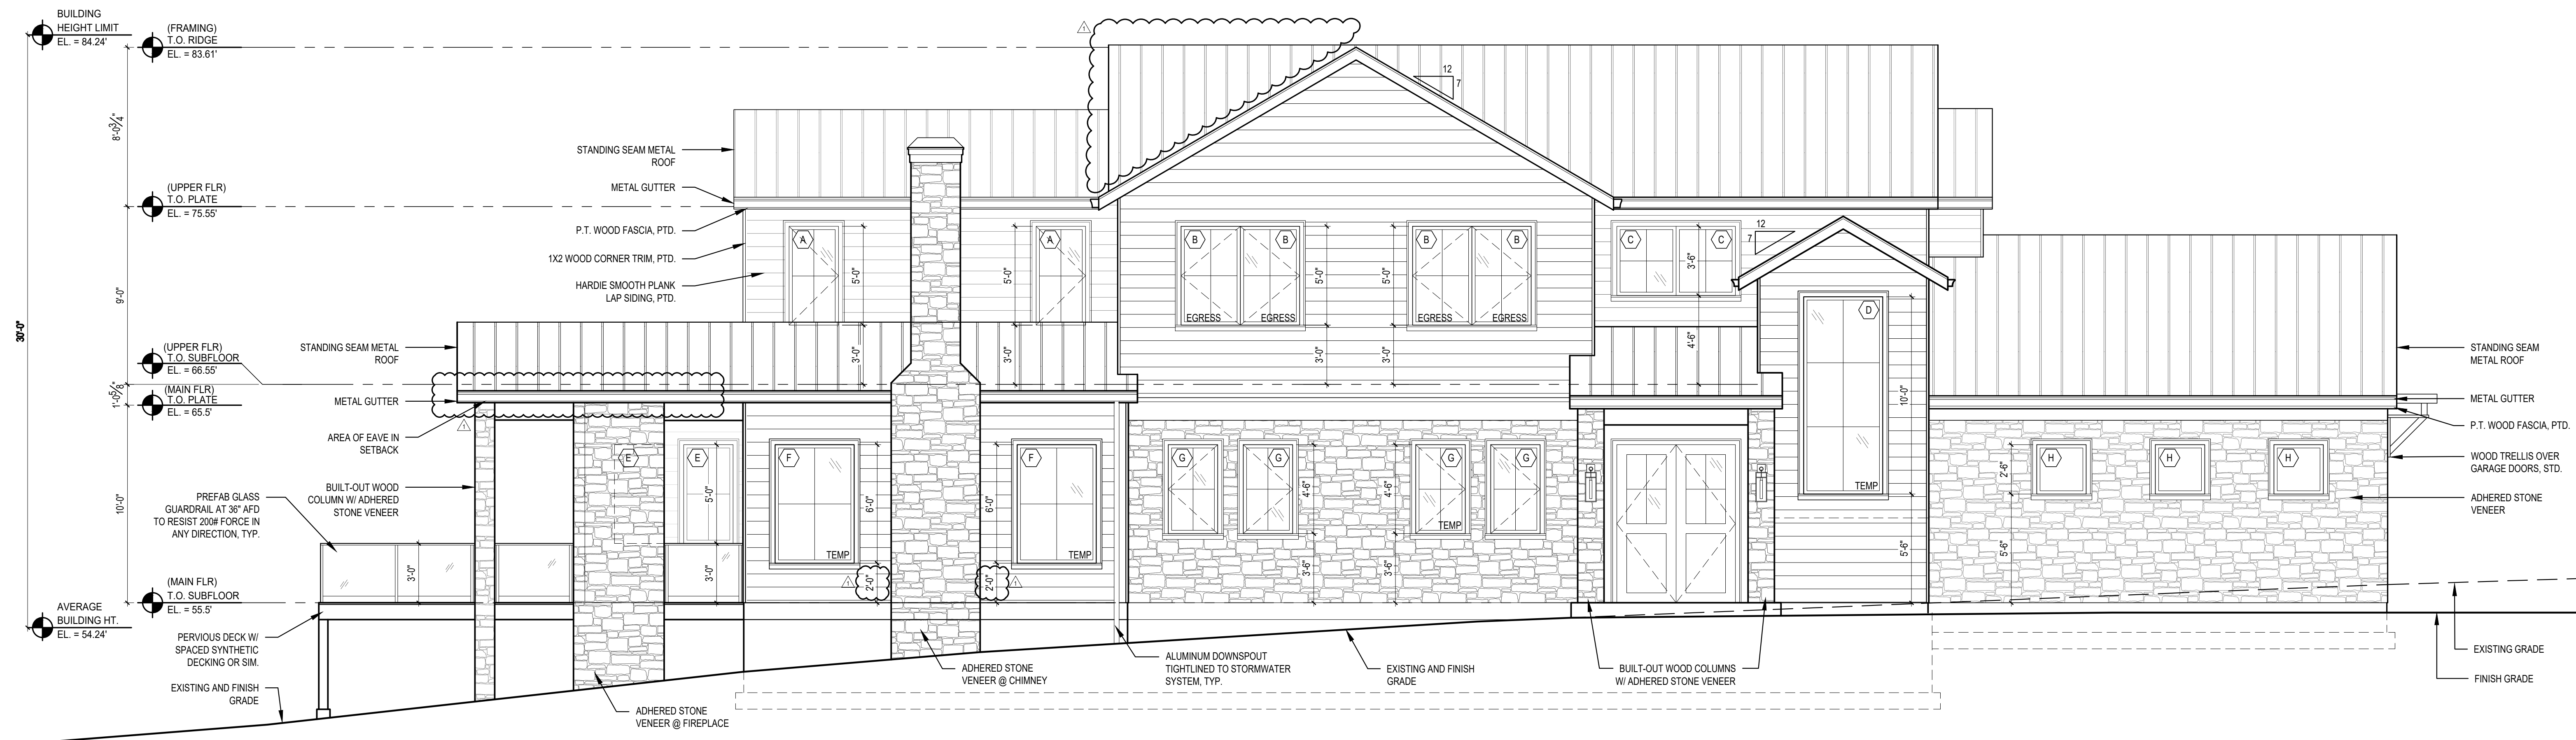 BUILDING
HEIGHT LIMIT
EL. = 84.24'
(FRAMING)
T.O. RIDGE
EL. = 83.61'
8'-0 3/4"
(UPPER FLR)
T.O. PLATE
EL. = 75.55'
9'-0"
30'-0"
(UPPER FLR)
T.O. SUBFLOOR
EL. = 66.55'
1'-0 5/8"
(MAIN FLR)
T.O. PLATE
EL. = 65.5'
10'-0"
(MAIN FLR)
T.O. SUBFLOOR
EL. = 55.5'
AVERAGE
BUILDING HT.
EL. = 54.24'
STANDING SEAM METAL
ROOF
METAL GUTTER
P.T. WOOD FASCIA, PTD.
1X2 WOOD CORNER TRIM, PTD.
HARDIE SMOOTH PLANK
LAP SIDING, PTD.
STANDING SEAM METAL
ROOF
METAL GUTTER
AREA OF EAVE IN
SETBACK
BUILT-OUT WOOD
COLUMN W/ ADHERED
STONE VENEER
PREFAB GLASS
GUARDRAIL AT 36" AFD
TO RESIST 200# FORCE IN
ANY DIRECTION, TYP.
PERVIOUS DECK W/
SPACED SYNTHETIC
DECKING OR SIM.
EXISTING AND FINISH
GRADE
1
12
7
12
7
A
A
5'-0"
5'-0"
3'-0"
3'-0"
B
B
B
B
EGRESS
EGRESS
EGRESS
EGRESS
5'-0"
5'-0"
3'-0"
3'-0"
C
C
3'-6"
4'-6"
D
TEMP
10'-0"
5'-6"
1
E
E
5'-0"
3'-0"
3'-0"
F
F
TEMP
TEMP
6'-0"
6'-0"
1
2'-0"
2'-0"
1
G
G
G
G
TEMP
4'-6"
4'-6"
3'-6"
3'-6"
H
H
H
2'-6"
5'-6"
STANDING SEAM
METAL ROOF
METAL GUTTER
P.T. WOOD FASCIA, PTD.
WOOD TRELLIS OVER
GARAGE DOORS, STD.
ADHERED STONE
VENEER
EXISTING GRADE
FINISH GRADE
ADHERED STONE
VENEER @ FIREPLACE
ADHERED STONE
VENEER @ CHIMNEY
ALUMINUM DOWNSPOUT
TIGHTLINED TO STORMWATER
SYSTEM, TYP.
EXISTING AND FINISH
GRADE
BUILT-OUT WOOD COLUMNS
W/ ADHERED STONE VENEER